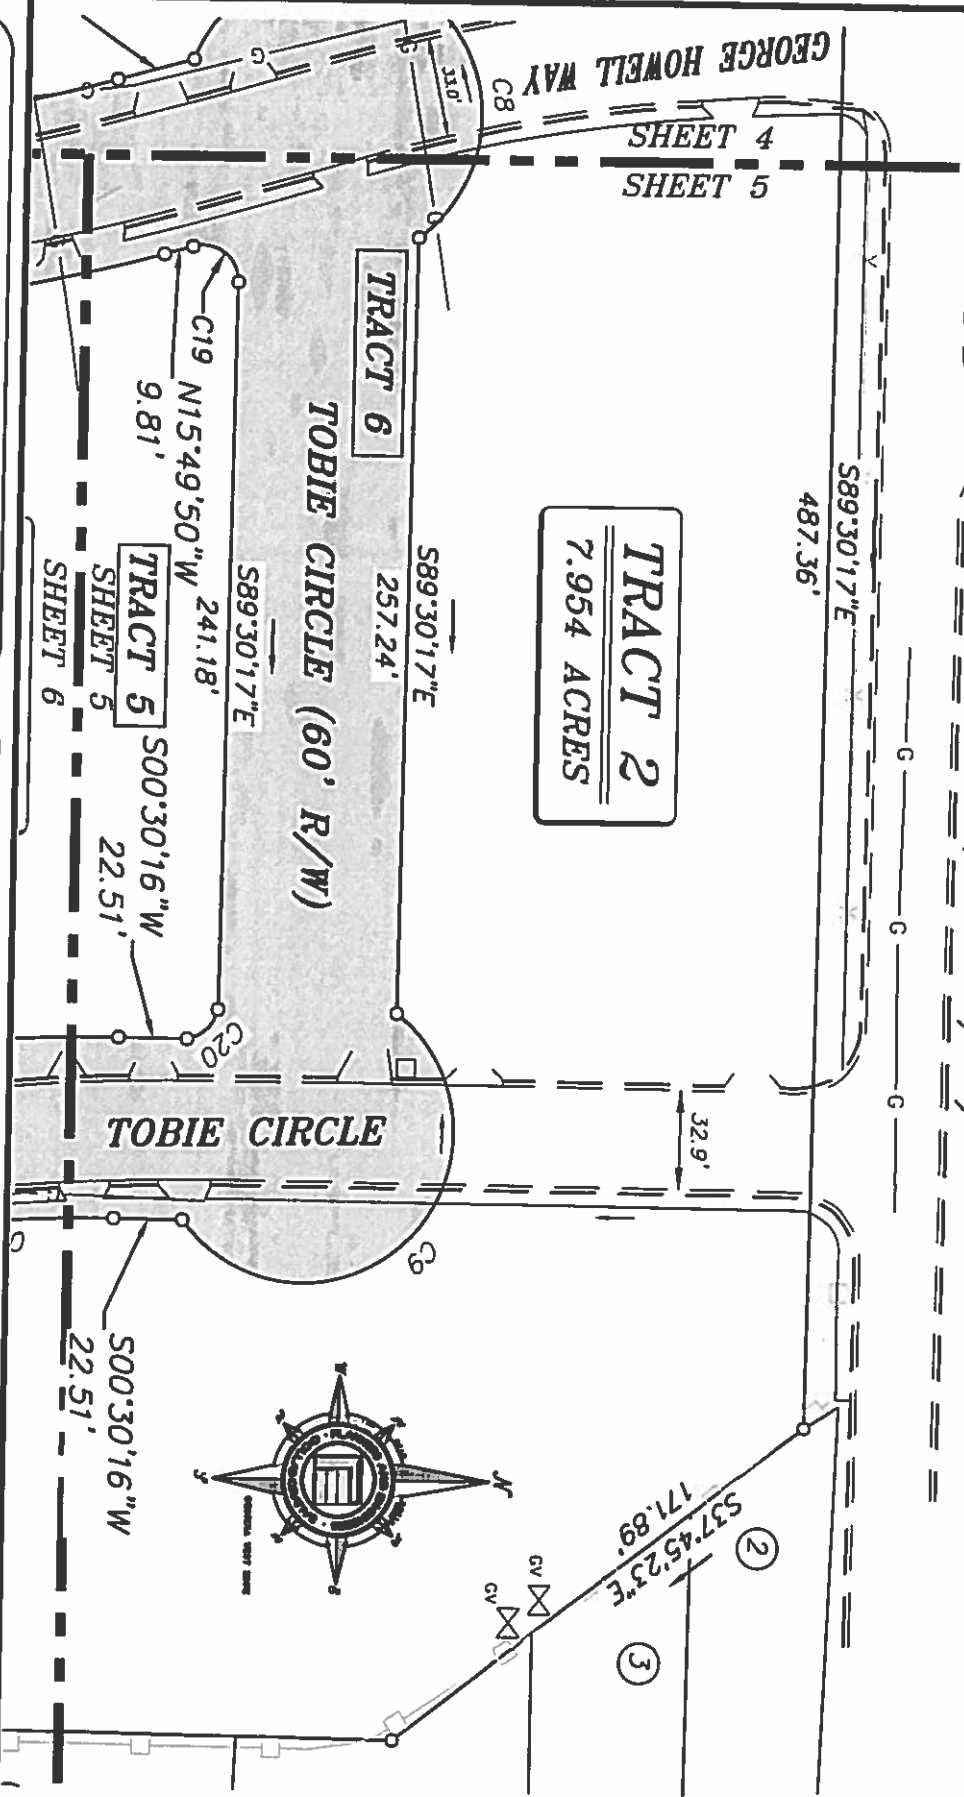 GEORGE HOWELL WAY
SHEET 4
SHEET 5
C8
33.0'
G
G
G
TRACT 6
TOBIE CIRCLE (60' R/W)
S89°30'17"E
257.24'
S89°30'17"E
487.36'
TRACT 2
7.954 ACRES
C19
N15°49'50"W
9.81'
S89°30'17"E
241.18'
TRACT 5
SHEET 5
SHEET 6
S00°30'16"W
22.51'
C20
TOBIE CIRCLE
32.9'
C9
S00°30'16"W
22.51'
G
G
G
N
S37°45'23"E
171.89'
2
3
GV
GV